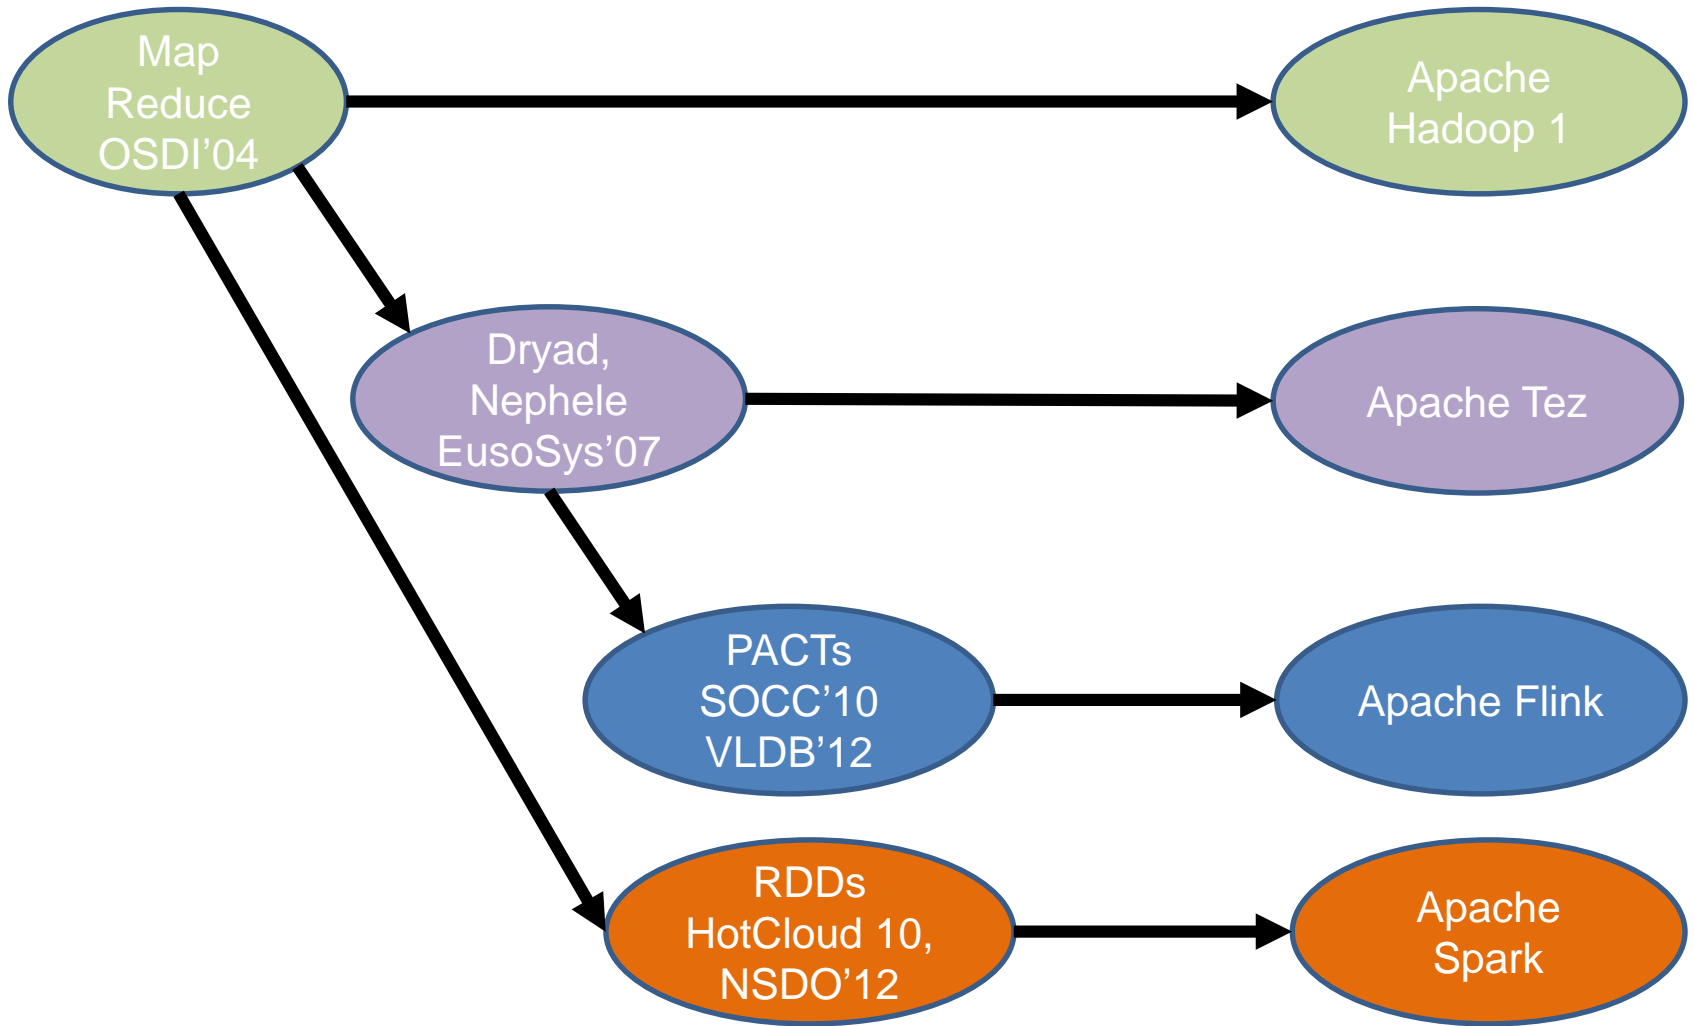 Map
Reduce
OSDI’04
Apache
Hadoop 1
Dryad,
Nephele
EusoSys’07
Apache Tez
PACTs
SOCC’10
VLDB’12
Apache Flink
RDDs
HotCloud 10,
NSDO’12
Apache
Spark